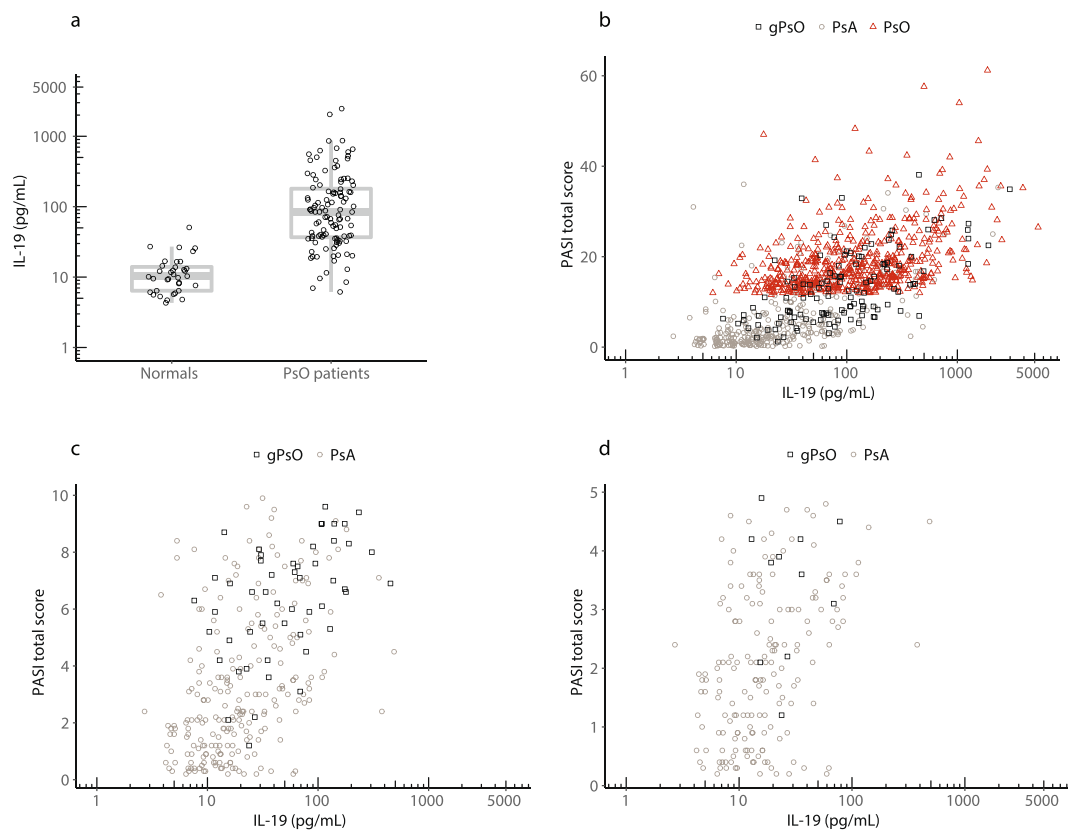 a
IL-19 (pg/mL)
5000
1000
100
10
1
Normals PsO patients
b
gPsO PsA PsO
PASI total score
60
40
20
0
1 10 100 1000 5000
IL-19 (pg/mL)
c
gPsO PsA
PASI total score
10
8
6
4
2
0
1 10 100 1000 5000
IL-19 (pg/mL)
d
gPsO PsA
PASI total score
5
4
3
2
1
0
1 10 100 1000 5000
IL-19 (pg/mL)